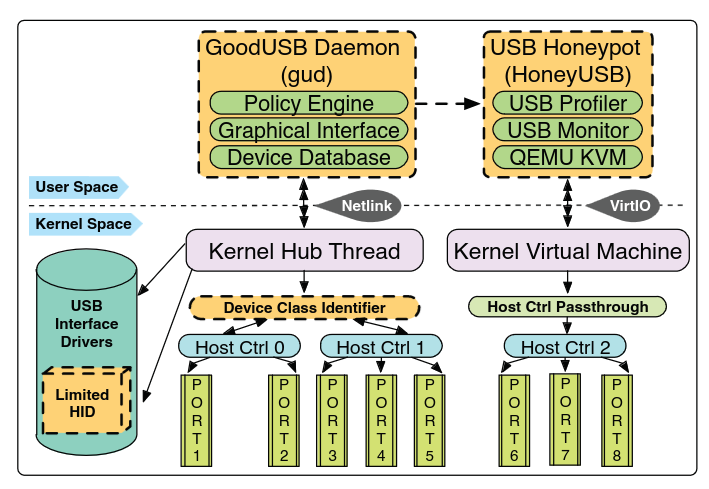 GoodUSB Daemon
(gud)
Policy Engine
Graphical Interface
Device Database
USB Honeypot
(HoneyUSB)
USB Profiler
USB Monitor
QEMU KVM
User Space
Netlink
VirtIO
Kernel Space
Kernel Hub Thread
Kernel Virtual Machine
USB
Interface
Drivers
Limited
HID
Device Class Identifier
Host Ctrl Passthrough
Host Ctrl 0
Host Ctrl 1
Host Ctrl 2
PORT1
PORT2
PORT3
PORT4
PORT5
PORT6
PORT7
PORT8